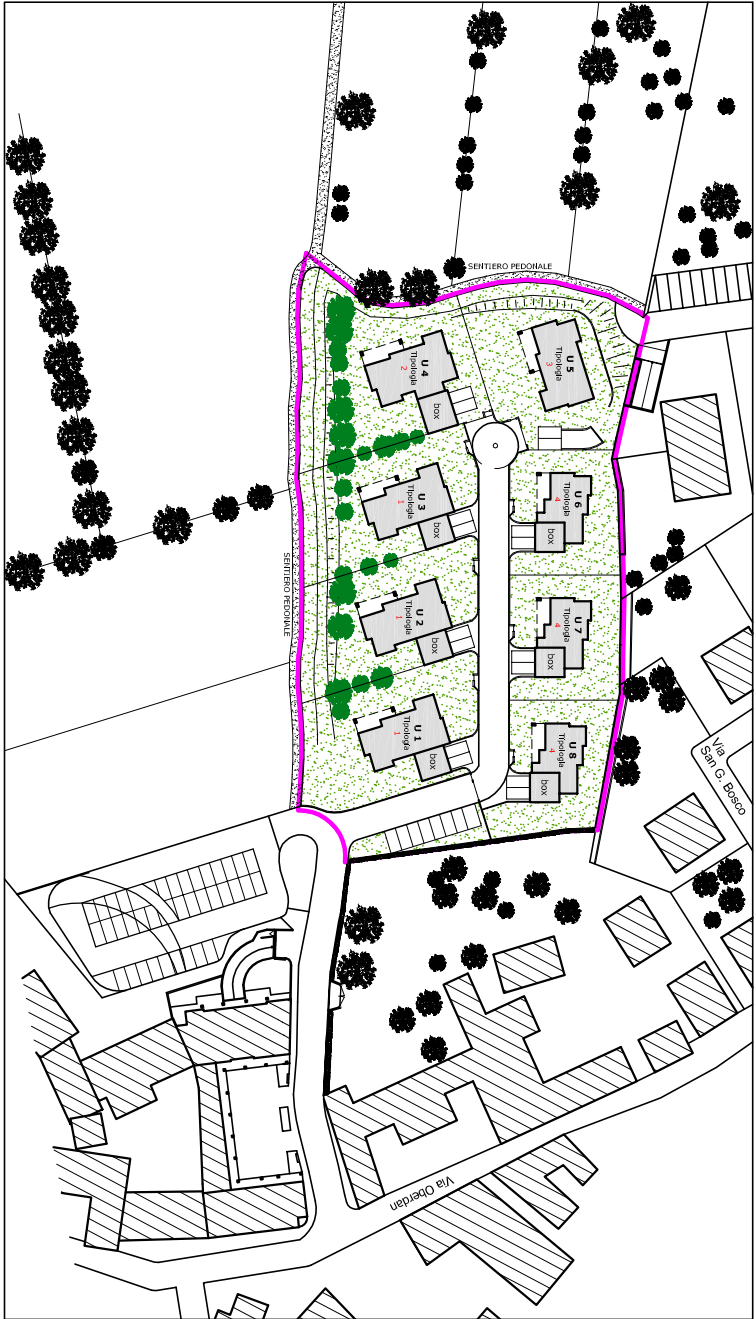 SENTIERO PEDONALE
U 5
Tipologia
3
U 4
Tipologia
2
box
U 6
Tipologia
4
box
U 3
Tipologia
1
box
SENTIERO PEDONALE
U 7
Tipologia
4
box
U 2
Tipologia
1
box
U 8
Tipologia
4
box
U 1
Tipologia
1
box
Via
San G. Bosco
Via Oberdan